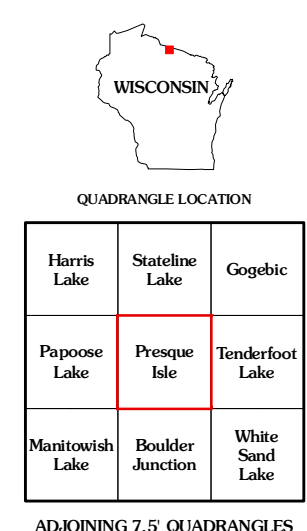 WISCONSIN
QUADRANGLE LOCATION
Harris
Lake
Stateline
Lake
Gogebic
Papoose
Lake
Presque
Isle
Tenderfoot
Lake
Manitowish
Lake
Boulder
Junction
White
Sand
Lake
ADJOINING 7.5' QUADRANGLES